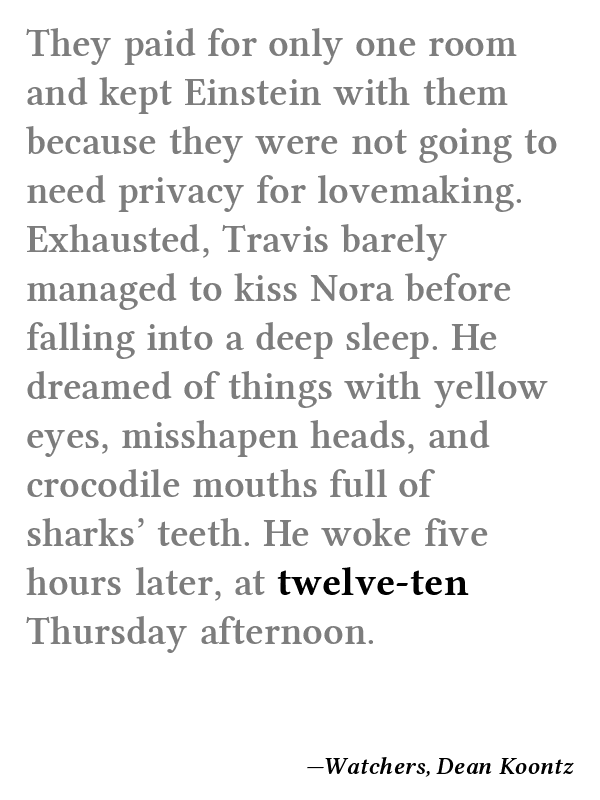 They paid for only one room
and kept Einstein with them
because they were not going to
need privacy for lovemaking.
Exhausted, Travis barely
managed to kiss Nora before
falling into a deep sleep. He
dreamed of things with yellow
eyes, misshapen heads, and
crocodile mouths full of
sharks’ teeth. He woke five
hours later, at twelve-ten
Thursday afternoon.
—Watchers, Dean Koontz